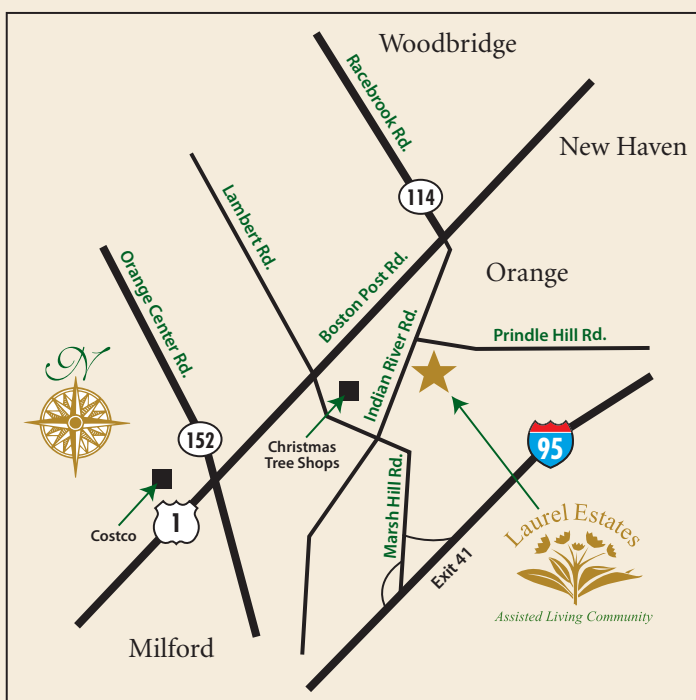 Woodbridge
Racebrook Rd.
New Haven
114
Lambert Rd.
Orange Center Rd.
Boston Post Rd.
Orange
Indian River Rd.
Prindle Hill Rd.
N
Christmas
Tree Shops
152
95
Costco
1
Marsh Hill Rd.
Exit 41
Laurel Estates
Assisted Living Community
Milford